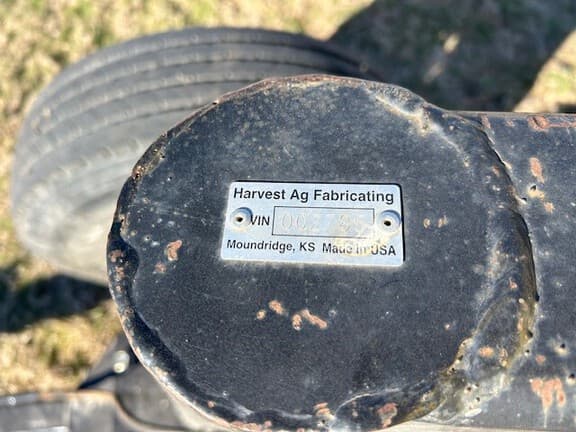 Harvest Ag Fabricating
VIN
Moundridge, KS Made in USA